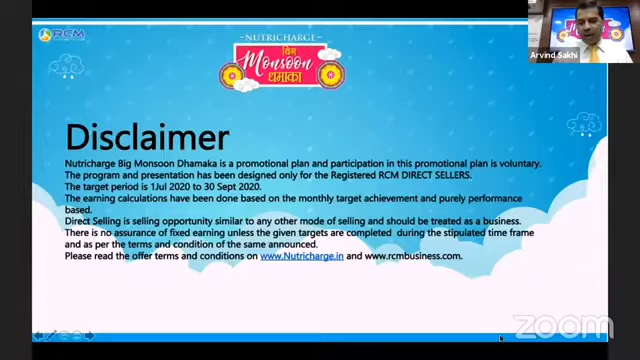 RCM
NUTRICHARGE
बिग
Monsoon
धमाका
Arvind Sakhi
Disclaimer
Nutricharge Big Monsoon Dhamaka is a promotional plan and participation in this promotional plan is voluntary.
The program and presentation has been designed only for the Registered RCM DIRECT SELLERS.
The target period is 1Jul 2020 to 30 Sept 2020.
The earning calculations have been done based on the monthly target achievement and purely performance
based.
Direct Selling is selling opportunity similar to any other mode of selling and should be treated as a business.
There is no assurance of fixed earning unless the given targets are completed during the stipulated time frame
and as per the terms and condition of the same announced.
Please read the offer terms and conditions on www.Nutricharge.in and www.rcmbusiness.com.
zoom